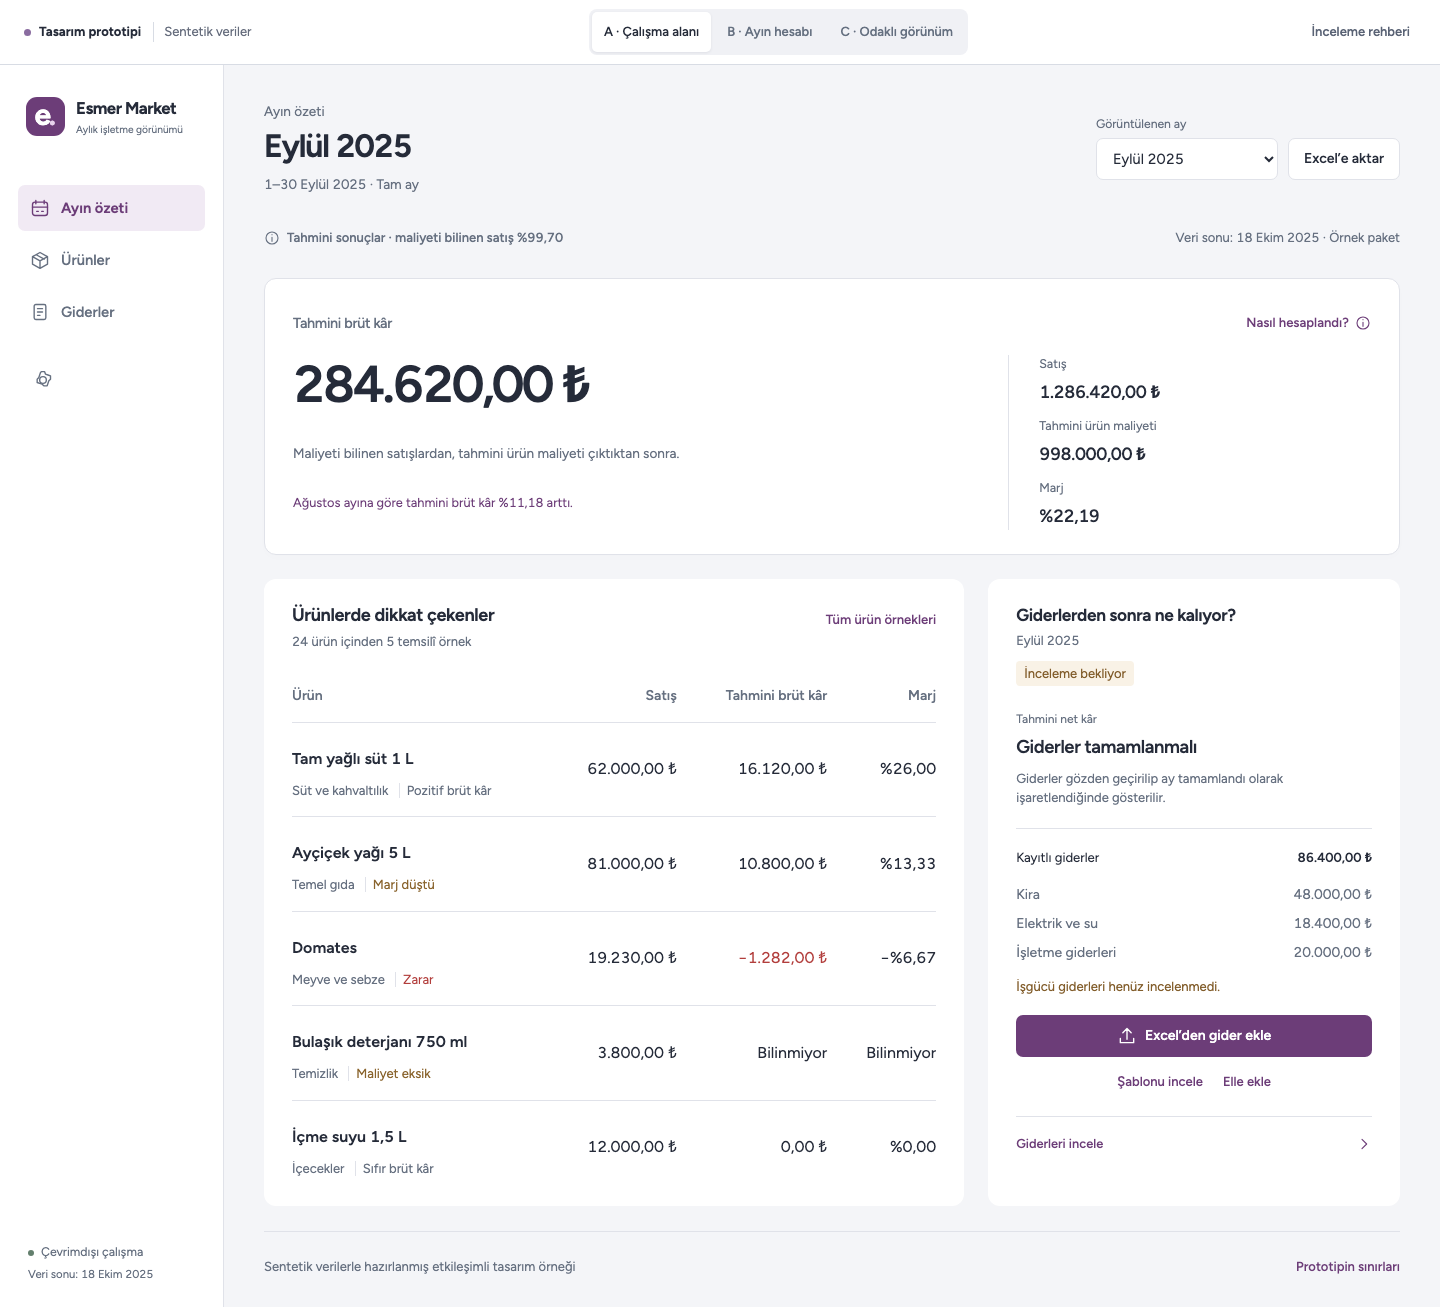 Tasarım prototipi
Sentetik veriler
A · Çalışma alanı
B · Ayın hesabı
C · Odaklı görünüm
İnceleme rehberi
e.
Esmer Market
Aylık işletme görünümü
Ayın özeti
Ürünler
Giderler
Çevrimdışı çalışma
Veri sonu: 18 Ekim 2025
Ayın özeti
Eylül 2025
1–30 Eylül 2025 · Tam ay
Görüntülenen ay
Eylül 2025
Excel’e aktar
Tahmini sonuçlar · maliyeti bilinen satış %99,70
Veri sonu: 18 Ekim 2025 · Örnek paket
Tahmini brüt kâr
Nasıl hesaplandı?
284.620,00 ₺
Maliyeti bilinen satışlardan, tahmini ürün maliyeti çıktıktan sonra.
Ağustos ayına göre tahmini brüt kâr %11,18 arttı.
Satış
1.286.420,00 ₺
Tahmini ürün maliyeti
998.000,00 ₺
Marj
%22,19
Ürünlerde dikkat çekenler
24 ürün içinden 5 temsilî örnek
Tüm ürün örnekleri
Ürün Satış Tahmini brüt kâr Marj
Tam yağlı süt 1 L
62.000,00 ₺ 16.120,00 ₺ %26,00
Süt ve kahvaltılık Pozitif brüt kâr
Ayçiçek yağı 5 L
81.000,00 ₺ 10.800,00 ₺ %13,33
Temel gıda Marj düştü
Domates
19.230,00 ₺ −1.282,00 ₺ −%6,67
Meyve ve sebze Zarar
Bulaşık deterjanı 750 ml
3.800,00 ₺ Bilinmiyor Bilinmiyor
Temizlik Maliyet eksik
İçme suyu 1,5 L
12.000,00 ₺ 0,00 ₺ %0,00
İçecekler Sıfır brüt kâr
Giderlerden sonra ne kalıyor?
Eylül 2025
İnceleme bekliyor
Tahmini net kâr
Giderler tamamlanmalı
Giderler gözden geçirilip ay tamamlandı olarak
işaretlendiğinde gösterilir.
Kayıtlı giderler 86.400,00 ₺
Kira 48.000,00 ₺
Elektrik ve su 18.400,00 ₺
İşletme giderleri 20.000,00 ₺
İşgücü giderleri henüz incelenmedi.
Excel’den gider ekle
Şablonu incele Elle ekle
Giderleri incele
Sentetik verilerle hazırlanmış etkileşimli tasarım örneği
Prototipin sınırları